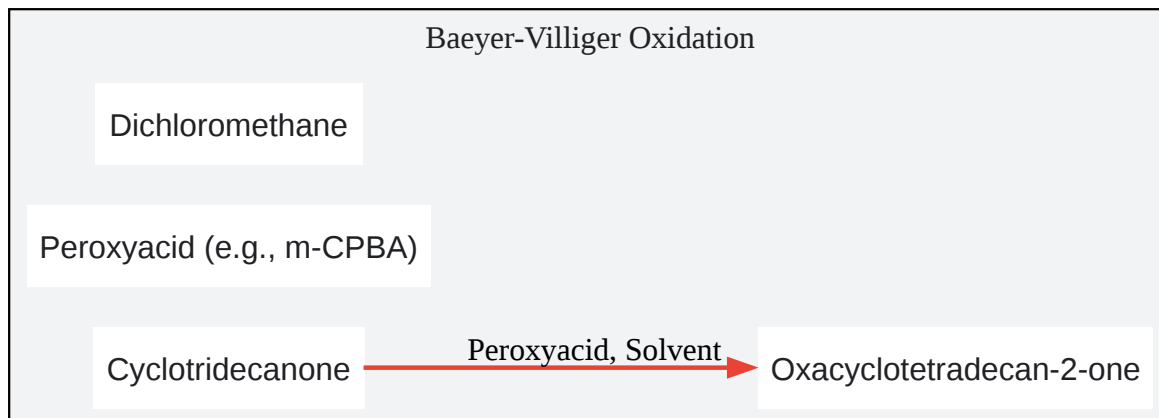 Baeyer-Villiger Oxidation
Dichloromethane
Peroxyacid (e.g., m-CPBA)
Peroxyacid, Solvent
Cyclotridecanone
Oxacyclotetradecan-2-one